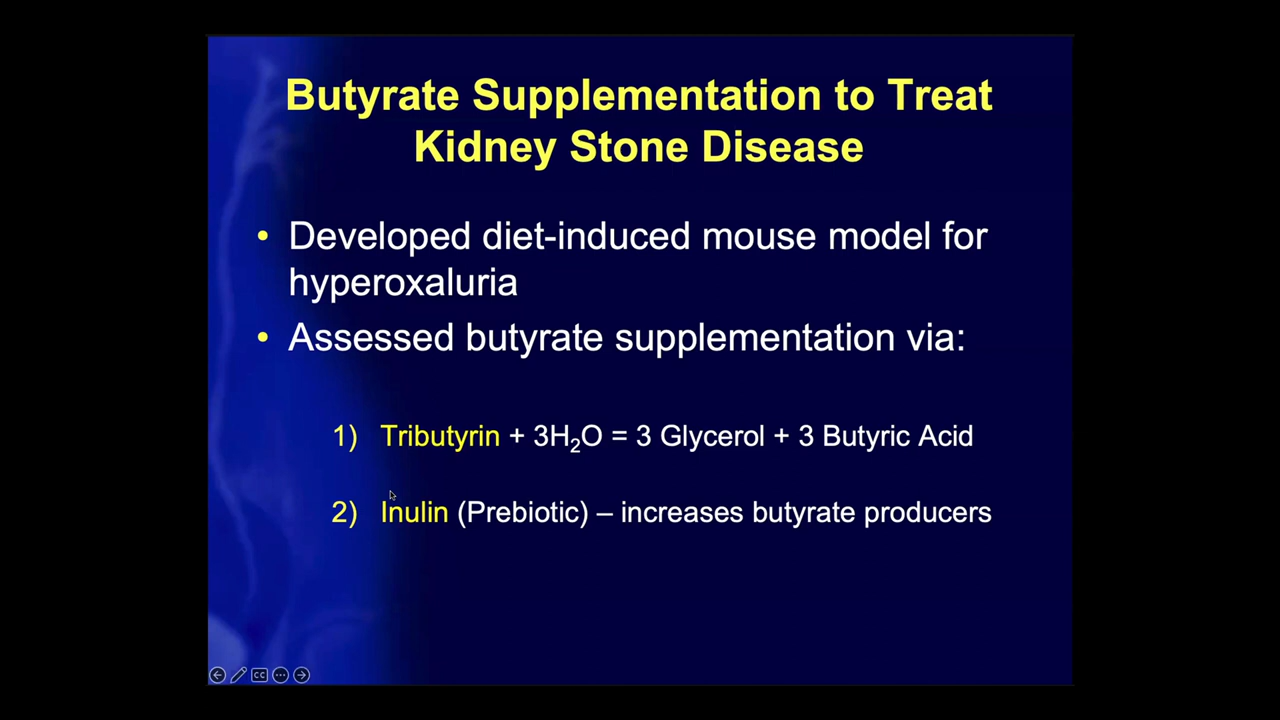 Butyrate Supplementation to Treat
Kidney Stone Disease
• Developed diet-induced mouse model for
hyperoxaluria
• Assessed butyrate supplementation via:
1) Tributyrin + 3H₂O = 3 Glycerol + 3 Butyric Acid
2) Inulin (Prebiotic) – increases butyrate producers
CC